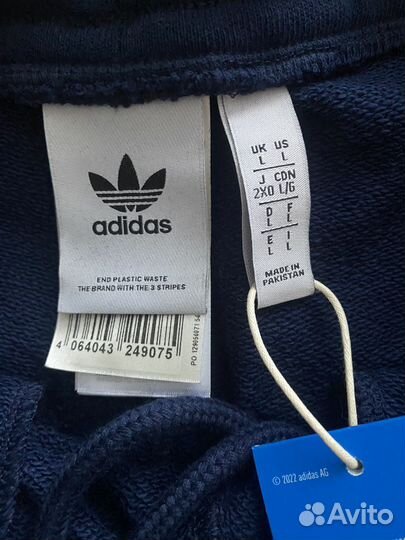 adidas
END PLASTIC WASTE
THE BRAND WITH THE 3 STRIPES
4 064043 249075
UK US
L L
J CDN
2XO L/G
D F
L L
E I
L L
MADE IN
PAKISTAN
© 2022 adidas AG
Avito